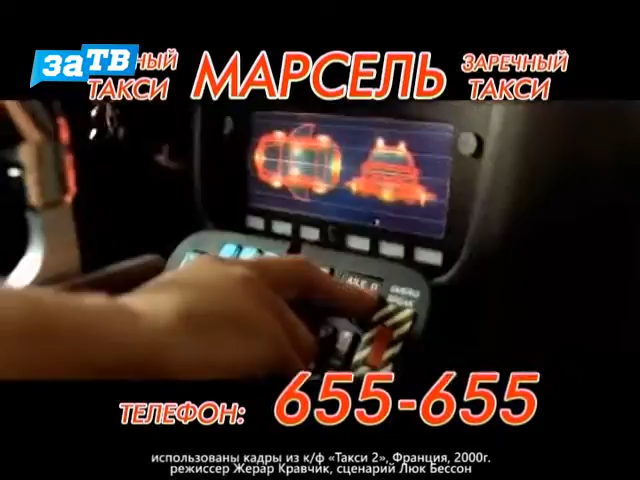 заТВ
ТАКСИ
МАРСЕЛЬ
ЗАРЕЧНЫЙ
ТАКСИ
ТЕЛЕФОН: 655-655
использованы кадры из к/ф «Такси 2», Франция, 2000г.
режиссер Жерар Кравчик, сценарий Люк Бессон